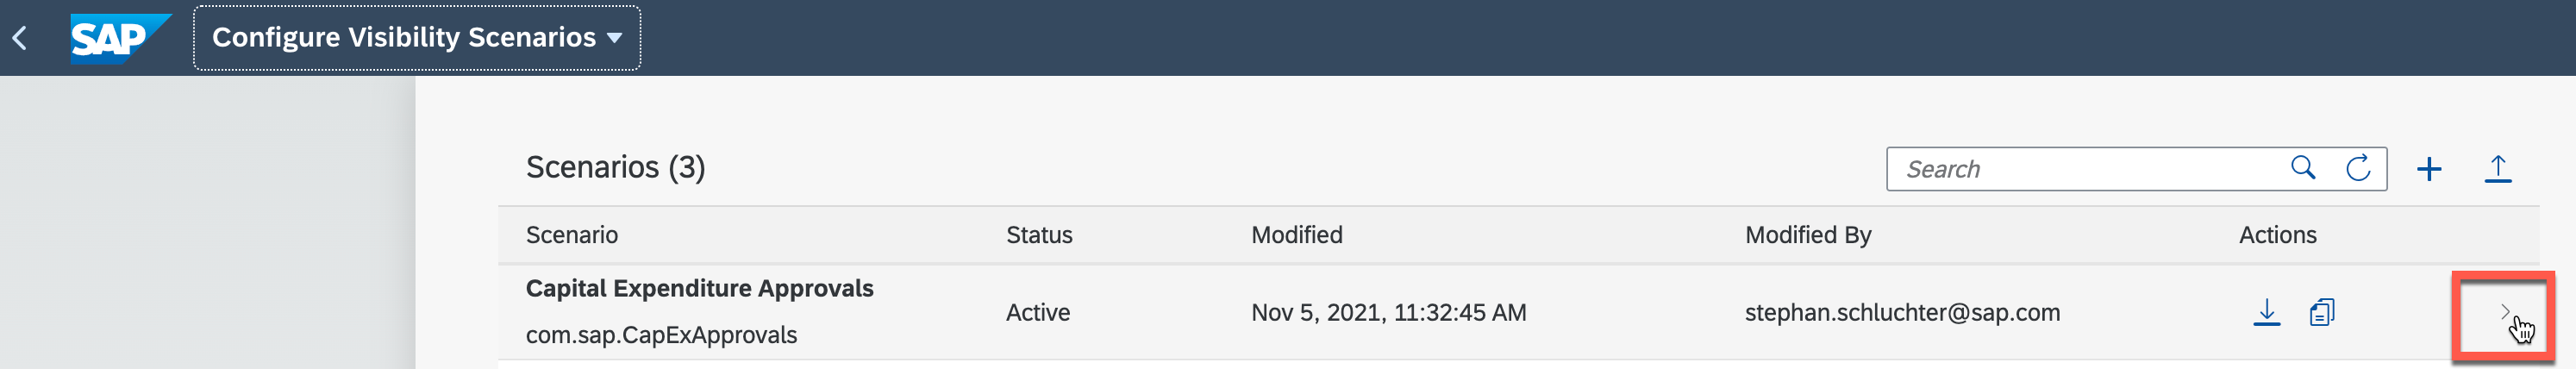 SAP Configure Visibility Scenarios
Scenarios (3)
Search
Scenario Status Modified Modified By Actions
Capital Expenditure Approvals
com.sap.CapExApprovals
Active Nov 5, 2021, 11:32:45 AM stephan.schluchter@sap.com